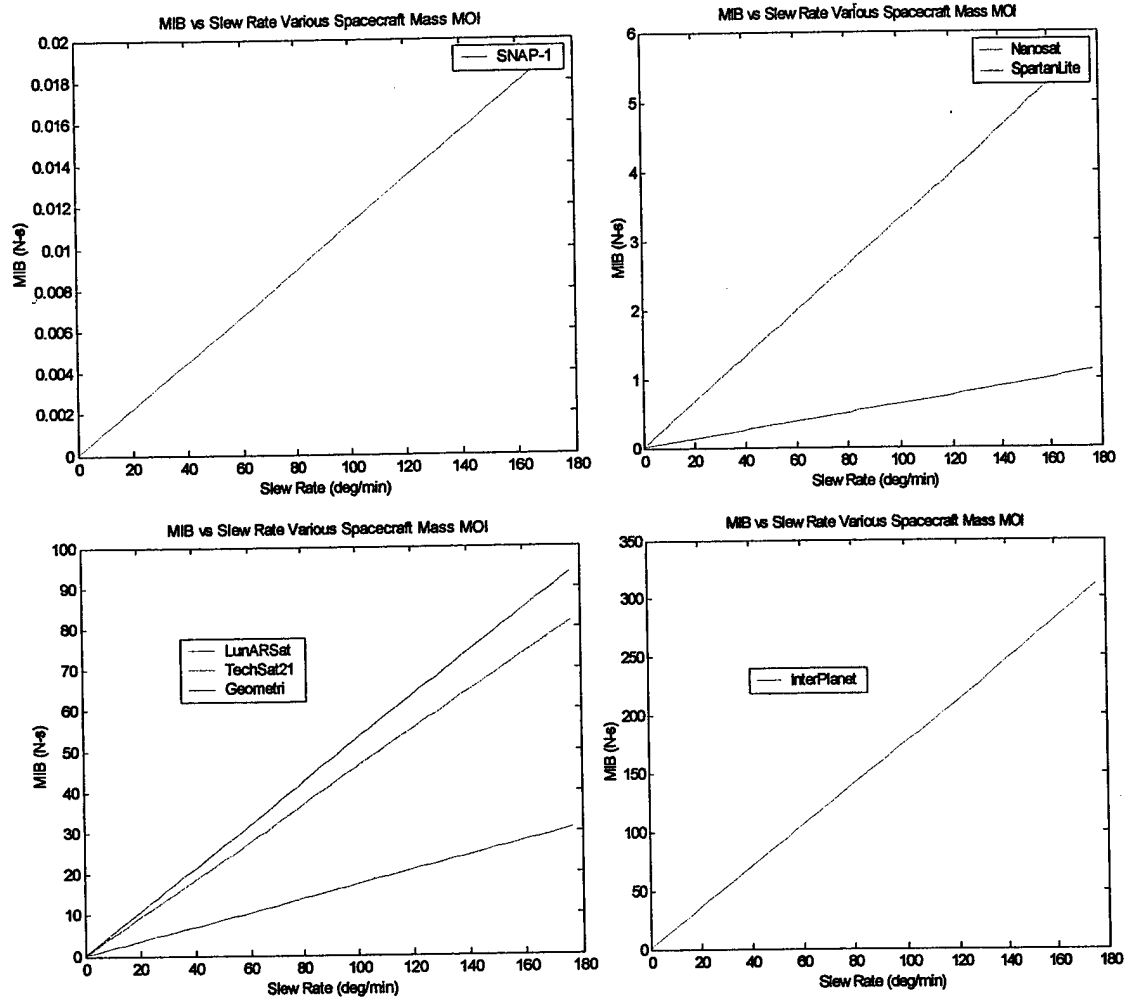 MIB vs Slew Rate Various Spacecraft Mass MOI
SNAP-1
0.02
0.018
0.016
0.014
0.012
0.01
0.008
0.006
0.004
0.002
0
MIB (N-s)
0 20 40 60 80 100 120 140 160 180
Slew Rate (deg/min)
MIB vs Slew Rate Various Spacecraft Mass MOI
Nanosat
SpartanLite
6
5
4
3
2
1
0
MIB (N-s)
0 20 40 60 80 100 120 140 160 180
Slew Rate (deg/min)
MIB vs Slew Rate Various Spacecraft Mass MOI
LunARSat
TechSat21
Geometri
100
90
80
70
60
50
40
30
20
10
0
MIB (N-s)
0 20 40 60 80 100 120 140 160 180
Slew Rate (deg/min)
MIB vs Slew Rate Various Spacecraft Mass MOI
InterPlanet
350
300
250
200
150
100
50
0
MIB (N-s)
0 20 40 60 80 100 120 140 160 180
Slew Rate (deg/min)